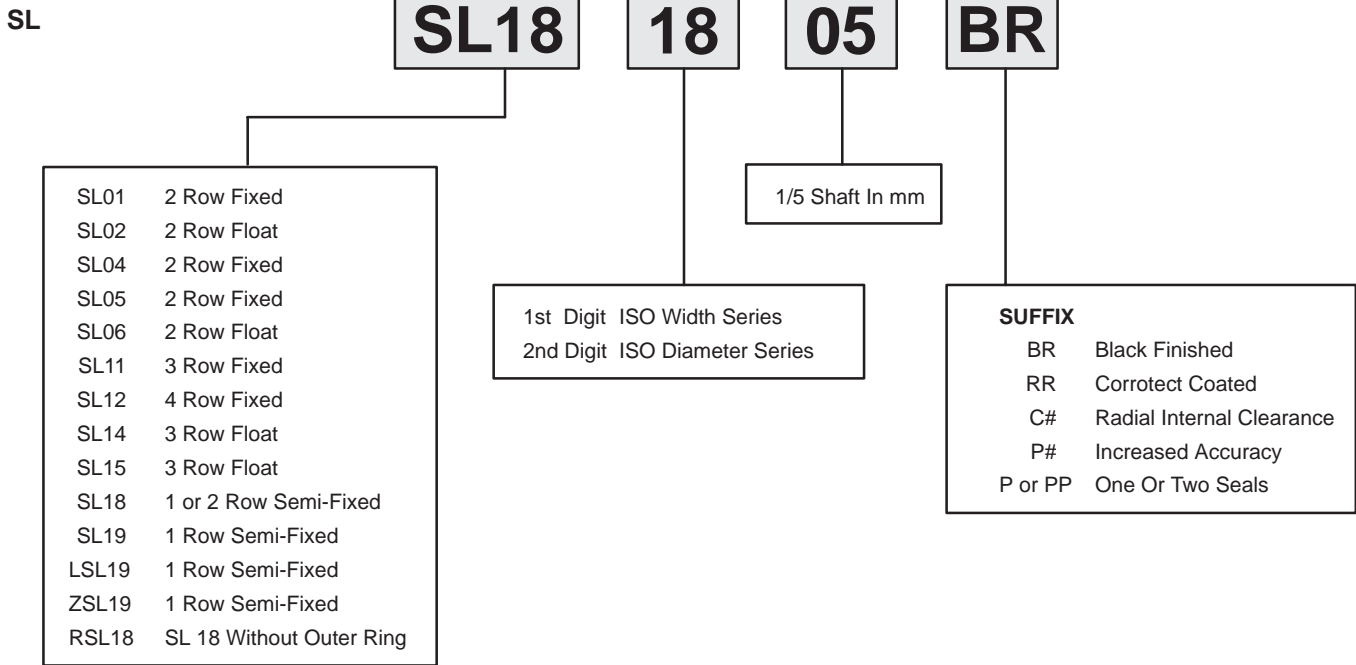 SL
SL18 18 05 BR
SL01 2 Row Fixed
SL02 2 Row Float
SL04 2 Row Fixed
SL05 2 Row Fixed
SL06 2 Row Float
SL11 3 Row Fixed
SL12 4 Row Fixed
SL14 3 Row Float
SL15 3 Row Float
SL18 1 or 2 Row Semi-Fixed
SL19 1 Row Semi-Fixed
LSL19 1 Row Semi-Fixed
ZSL19 1 Row Semi-Fixed
RSL18 SL 18 Without Outer Ring
1st Digit ISO Width Series
2nd Digit ISO Diameter Series
1/5 Shaft In mm
SUFFIX
BR Black Finished
RR Corrotect Coated
C# Radial Internal Clearance
P# Increased Accuracy
P or PP One Or Two Seals